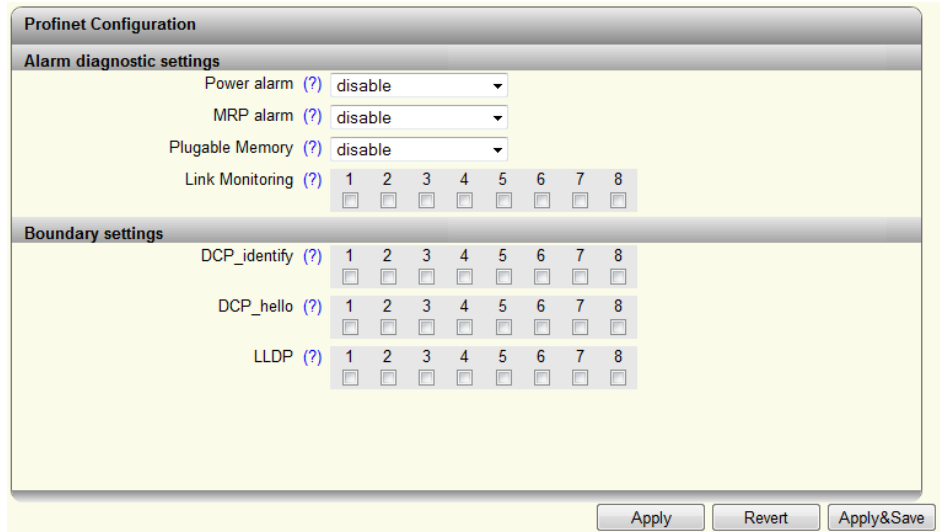 Profinet Configuration
Alarm diagnostic settings
Power alarm (?) disable
MRP alarm (?) disable
Plugable Memory (?) disable
Link Monitoring (?) 1 2 3 4 5 6 7 8
Boundary settings
DCP_identify (?) 1 2 3 4 5 6 7 8
DCP_hello (?) 1 2 3 4 5 6 7 8
LLDP (?) 1 2 3 4 5 6 7 8
Apply Revert Apply&Save